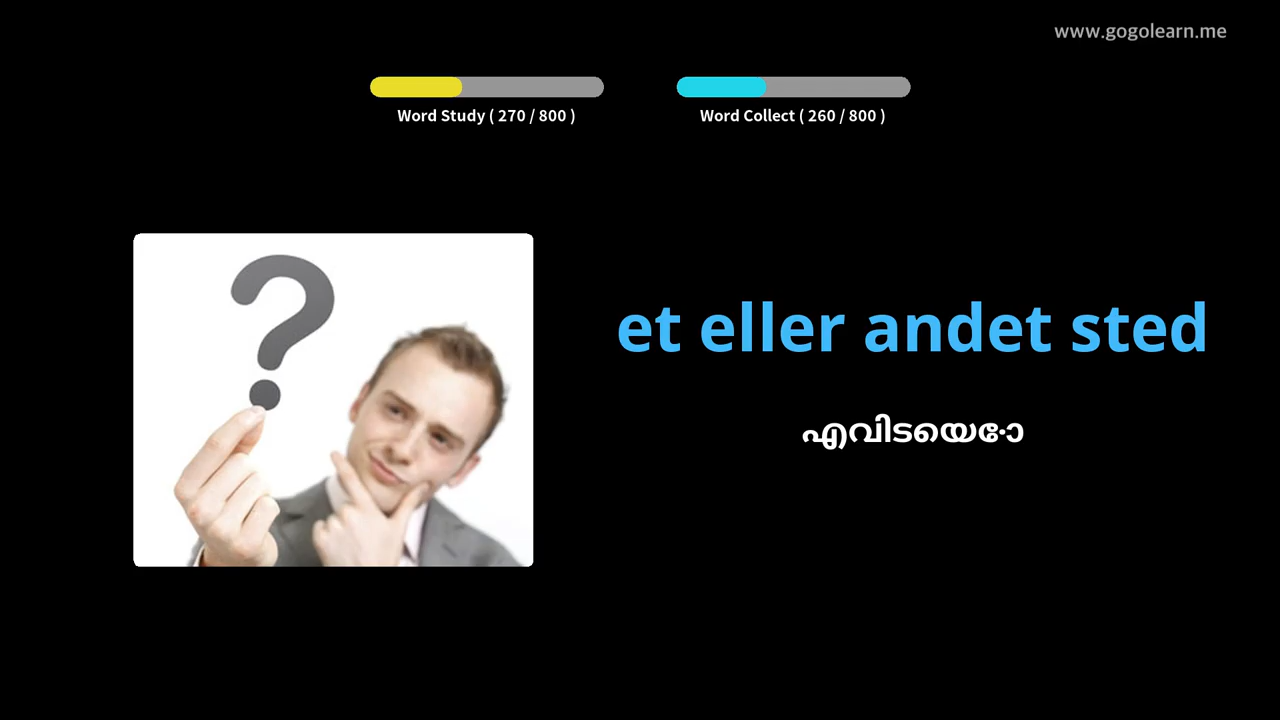 www.gogolearn.me
Word Study ( 270 / 800 )
Word Collect ( 260 / 800 )
et eller andet sted
എവിടയെോ